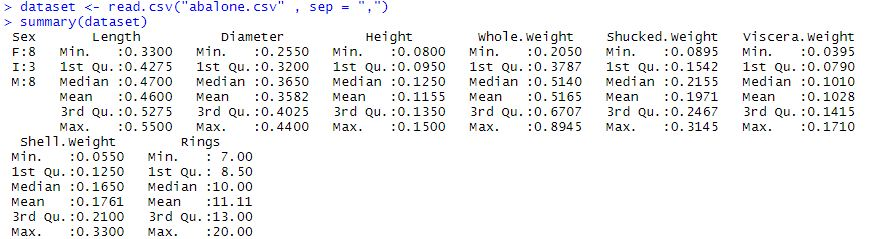 > dataset <- read.csv("abalone.csv" , sep = ",")
> summary(dataset)
 Sex       Length          Diameter          Height        Whole.weight    Shucked.Weight   Viscera.Weight
 F:8   Min.   :0.3300   Min.   :0.2550   Min.   :0.0800   Min.   :0.2050   Min.   :0.0895   Min.   :0.0395
 I:3   1st Qu.:0.4275   1st Qu.:0.3200   1st Qu.:0.0950   1st Qu.:0.3787   1st Qu.:0.1542   1st Qu.:0.0790
 M:8   Median :0.4700   Median :0.3650   Median :0.1250   Median :0.5140   Median :0.2155   Median :0.1010
       Mean   :0.4600   Mean   :0.3582   Mean   :0.1155   Mean   :0.5165   Mean   :0.1971   Mean   :0.1028
       3rd Qu.:0.5275   3rd Qu.:0.4025   3rd Qu.:0.1350   3rd Qu.:0.6707   3rd Qu.:0.2467   3rd Qu.:0.1415
       Max.   :0.5500   Max.   :0.4400   Max.   :0.1500   Max.   :0.8945   Max.   :0.3145   Max.   :0.1710
  Shell.weight        Rings
 Min.   :0.0550   Min.   : 7.00
 1st Qu.:0.1250   1st Qu.: 8.50
 Median :0.1650   Median :10.00
 Mean   :0.1761   Mean   :11.11
 3rd Qu.:0.2100   3rd Qu.:13.00
 Max.   :0.3300   Max.   :20.00